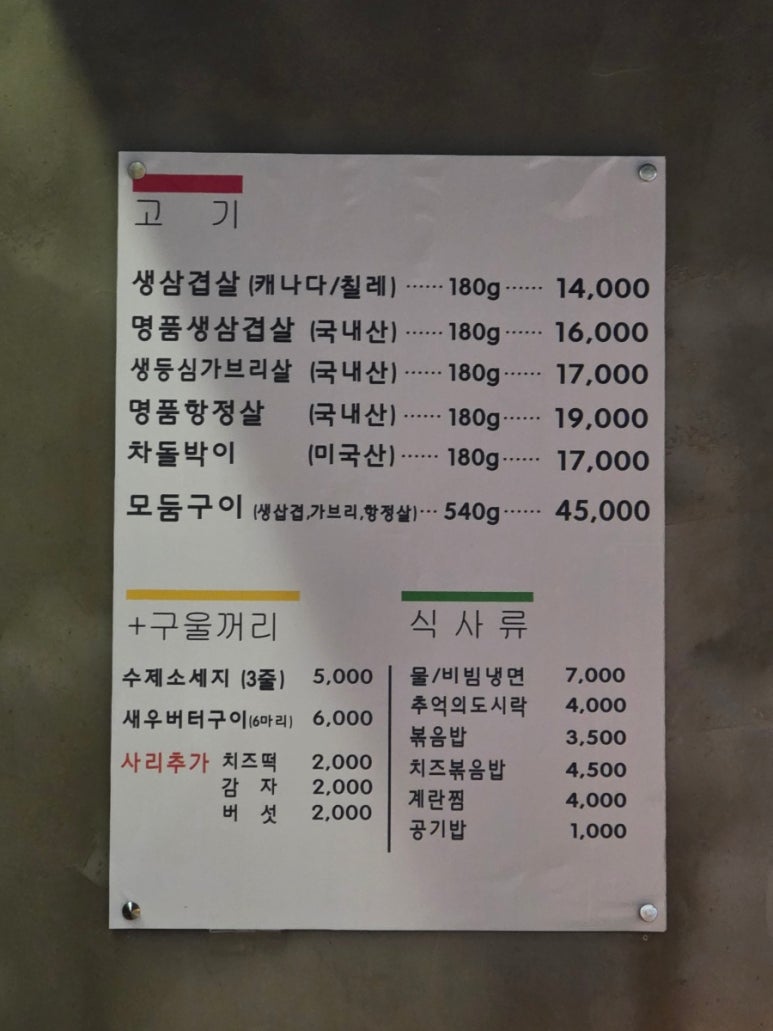 고 기
생삼겹살 (캐나다/칠레) ······ 180g ······ 14,000
명품생삼겹살 (국내산) ······ 180g ······ 16,000
생등심가브리살 (국내산) ······ 180g ······ 17,000
명품항정살 (국내산) ······ 180g ······ 19,000
차돌박이 (미국산) ······ 180g ······ 17,000
모둠구이 (생삽겹,가브리,항정살) ··· 540g ······ 45,000
+구울꺼리
수제소세지 (3줄) 5,000
새우버터구이(6마리) 6,000
사리추가 치즈떡 2,000
감 자 2,000
버 섯 2,000
식 사 류
물/비빔냉면 7,000
추억의도시락 4,000
볶음밥 3,500
치즈볶음밥 4,500
계란찜 4,000
공기밥 1,000